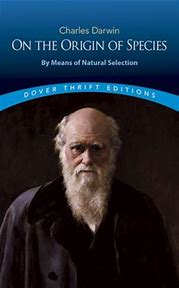 Charles Darwin
ON THE ORIGIN OF SPECIES
By Means of Natural Selection
DOVER THRIFT EDITIONS